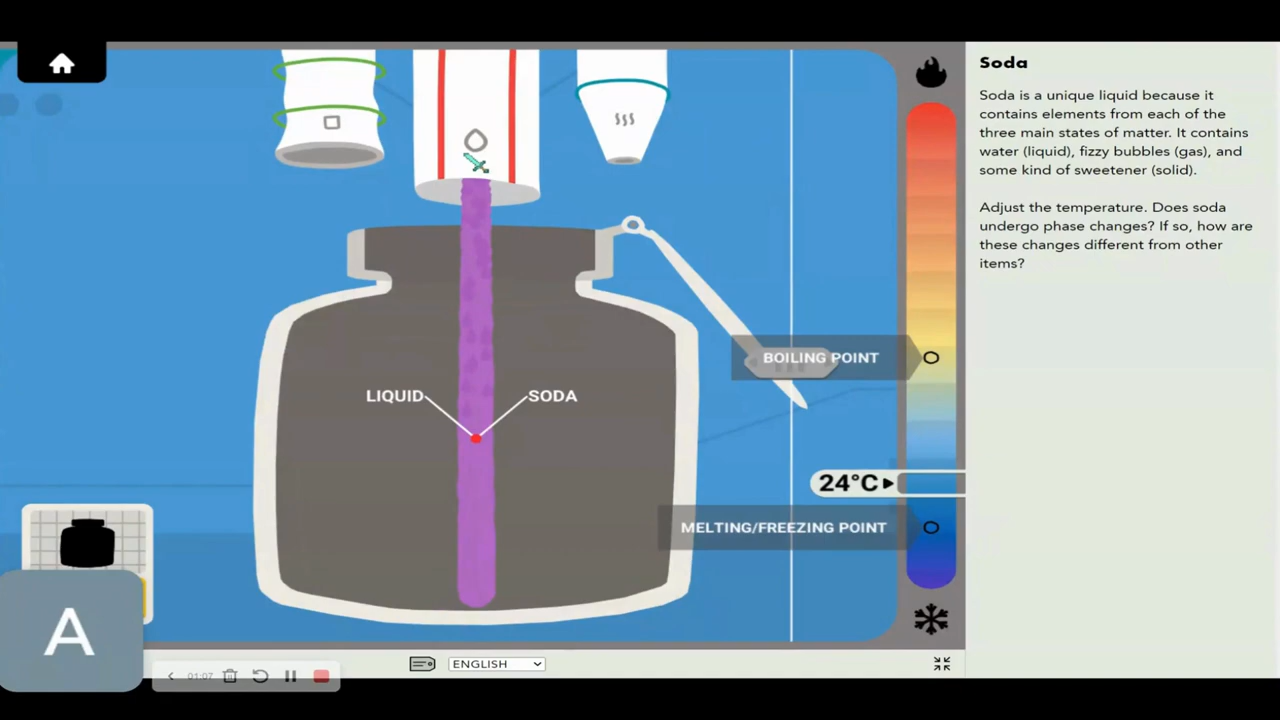 Soda
Soda is a unique liquid because it
contains elements from each of the
three main states of matter. It contains
water (liquid), fizzy bubbles (gas), and
some kind of sweetener (solid).
Adjust the temperature. Does soda
undergo phase changes? If so, how are
these changes different from other
items?
BOILING POINT
LIQUID
SODA
24°C
MELTING/FREEZING POINT
A
01:07
ENGLISH